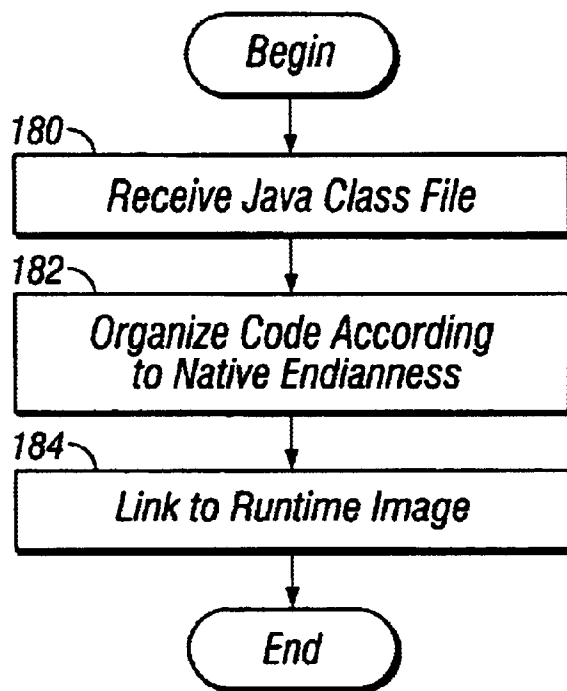 Begin
180
Receive Java Class File
182
Organize Code According
to Native Endianness
184
Link to Runtime Image
End